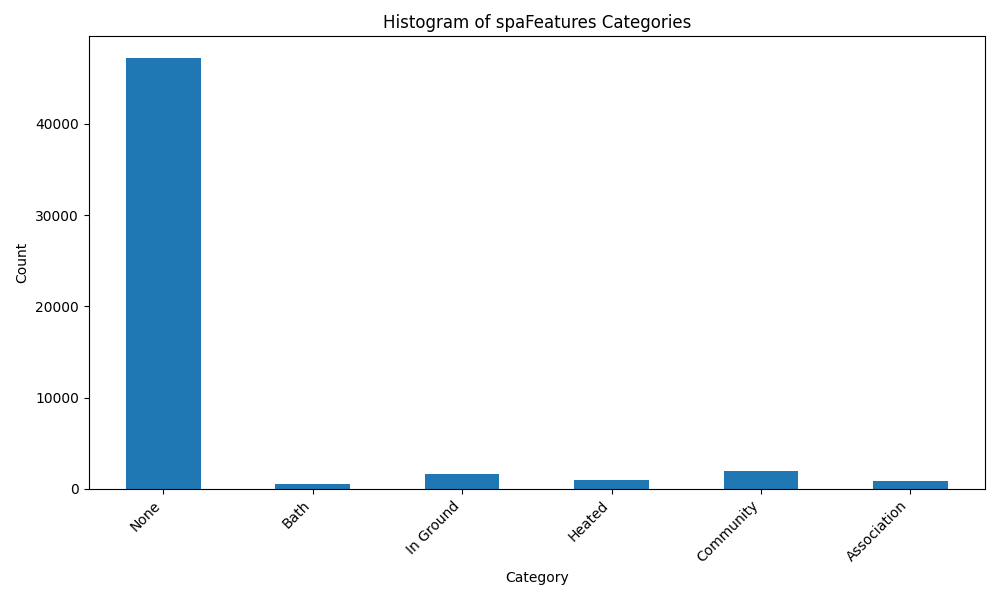 Histogram of spaFeatures Categories
Count
40000
30000
20000
10000
0
None
Bath
In Ground
Heated
Community
Association
Category